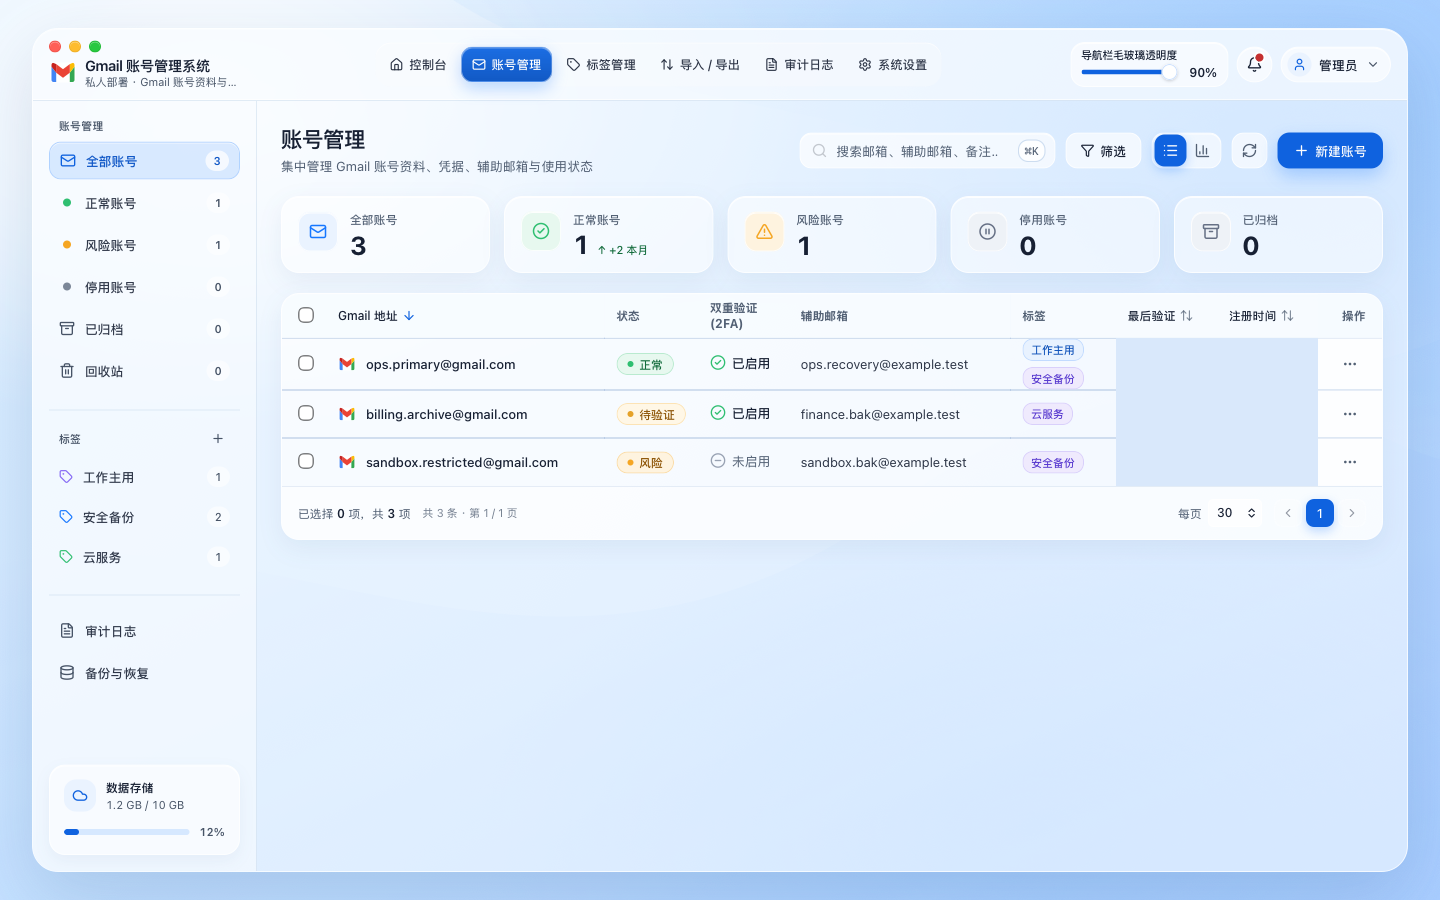 Gmail 账号管理系统
私人部署 · Gmail 账号资料与...
控制台
账号管理
标签管理
导入 / 导出
审计日志
系统设置
导航栏毛玻璃透明度
90%
管理员
账号管理
全部账号 3
正常账号 1
风险账号 1
停用账号 0
已归档 0
回收站 0
标签
工作主用 1
安全备份 2
云服务 1
审计日志
备份与恢复
数据存储
1.2 GB / 10 GB
12%
账号管理
集中管理 Gmail 账号资料、凭据、辅助邮箱与使用状态
搜索邮箱、辅助邮箱、备注.. ⌘K
筛选
新建账号
全部账号
3
正常账号
1 ↑ +2 本月
风险账号
1
停用账号
0
已归档
0
Gmail 地址 ↓ 状态 双重验证 (2FA) 辅助邮箱 标签 最后验证 注册时间 操作
ops.primary@gmail.com 正常 已启用 ops.recovery@example.test 工作主用 安全备份 ···
billing.archive@gmail.com 待验证 已启用 finance.bak@example.test 云服务 ···
sandbox.restricted@gmail.com 风险 未启用 sandbox.bak@example.test 安全备份 ···
已选择 0 项，共 3 项 共 3 条 · 第 1 / 1 页
每页 30 1